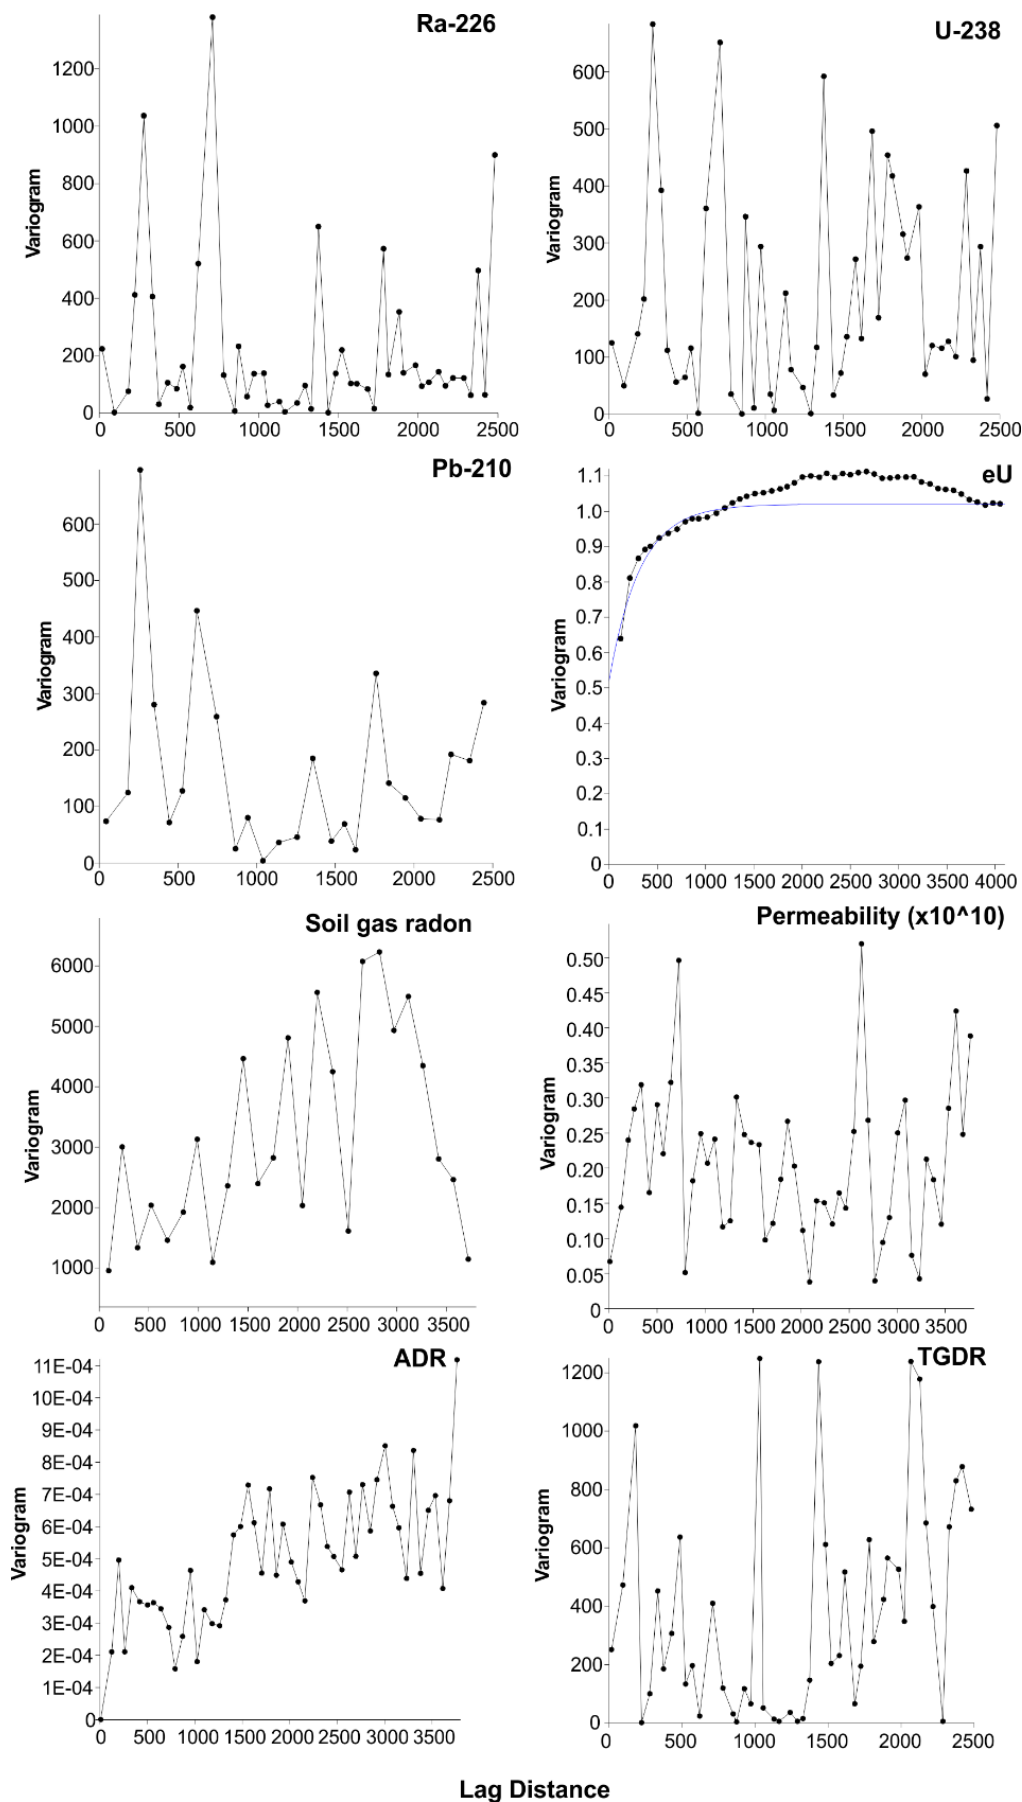 Ra-226
Variogram
1200
1000
800
600
400
200
0
0 500 1000 1500 2000 2500
U-238
Variogram
600
500
400
300
200
100
0
0 500 1000 1500 2000 2500
Pb-210
Variogram
600
500
400
300
200
100
0
0 500 1000 1500 2000 2500
eU
Variogram
1.1
1.0
0.9
0.8
0.7
0.6
0.5
0.4
0.3
0.2
0.1
0
0 500 1000 1500 2000 2500 3000 3500 4000
Soil gas radon
Variogram
6000
5000
4000
3000
2000
1000
0 500 1000 1500 2000 2500 3000 3500
Permeability (x10^10)
Variogram
0.50
0.45
0.40
0.35
0.30
0.25
0.20
0.15
0.10
0.05
0
0 500 1000 1500 2000 2500 3000 3500
ADR
Variogram
11E-04
10E-04
9E-04
8E-04
7E-04
6E-04
5E-04
4E-04
3E-04
2E-04
1E-04
0
0 500 1000 1500 2000 2500 3000 3500
TGDR
Variogram
1200
1000
800
600
400
200
0
0 500 1000 1500 2000 2500
Lag Distance